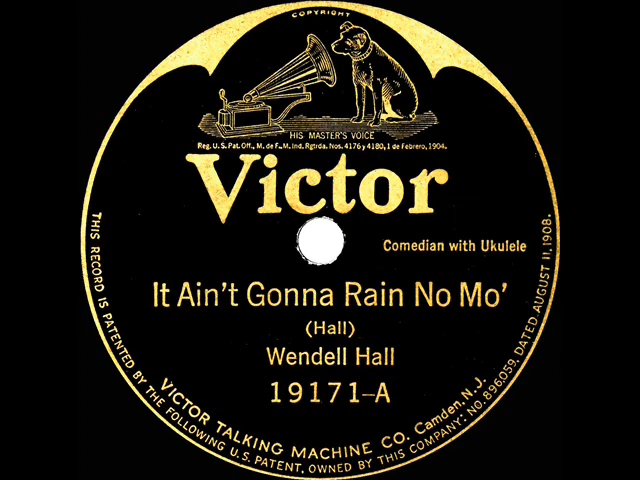 COPYRIGHT
HIS MASTER'S VOICE
Reg. U.S. Pat. Off., M. de F.M. Ind. Rgtrda. Nos. 4176 y 4180, 1 de Febrero, 1904.
Victor
Comedian with Ukulele
It Ain't Gonna Rain No Mo'
(Hall)
Wendell Hall
19171-A
VICTOR TALKING MACHINE CO. Camden, N.J.
THIS RECORD IS PATENTED BY THE FOLLOWING U.S. PATENT, OWNED BY THIS COMPANY: NO. 896059, DATED AUGUST 11, 1908.